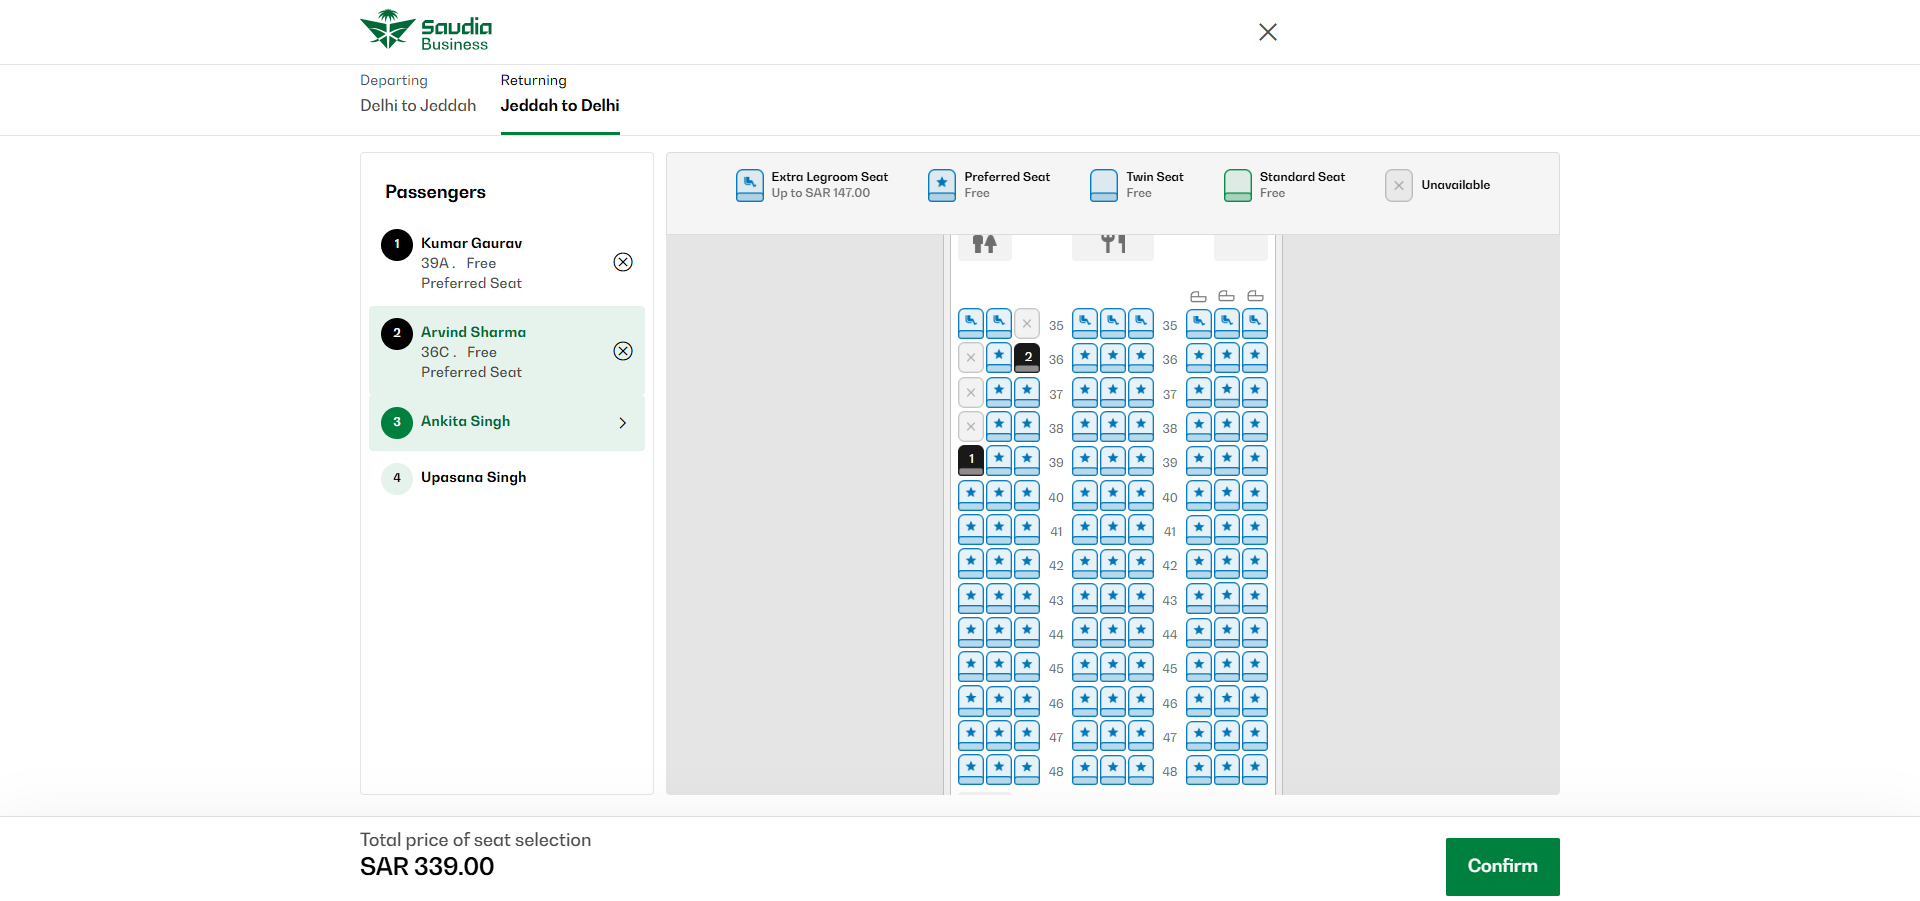 Saudia
Business
Departing
Delhi to Jeddah
Returning
Jeddah to Delhi
Passengers
1
Kumar Gaurav
39A . Free
Preferred Seat
2
Arvind Sharma
36C . Free
Preferred Seat
3
Ankita Singh
4
Upasana Singh
Extra Legroom Seat
Up to SAR 147.00
Preferred Seat
Free
Twin Seat
Free
Standard Seat
Free
Unavailable
35 35
2 36 36
37 37
38 38
1 39 39
40 40
41 41
42 42
43 43
44 44
45 45
46 46
47 47
48 48
Total price of seat selection
SAR 339.00
Confirm